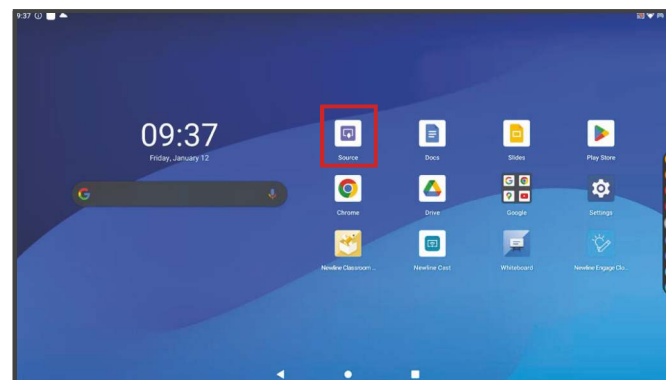 9:37
09:37
Friday, January 12
Source
Docs
Slides
Play Store
Chrome
Drive
Google
Settings
Newline Classroom ...
Newline Cast
Whiteboard
Newline Engage Clo...